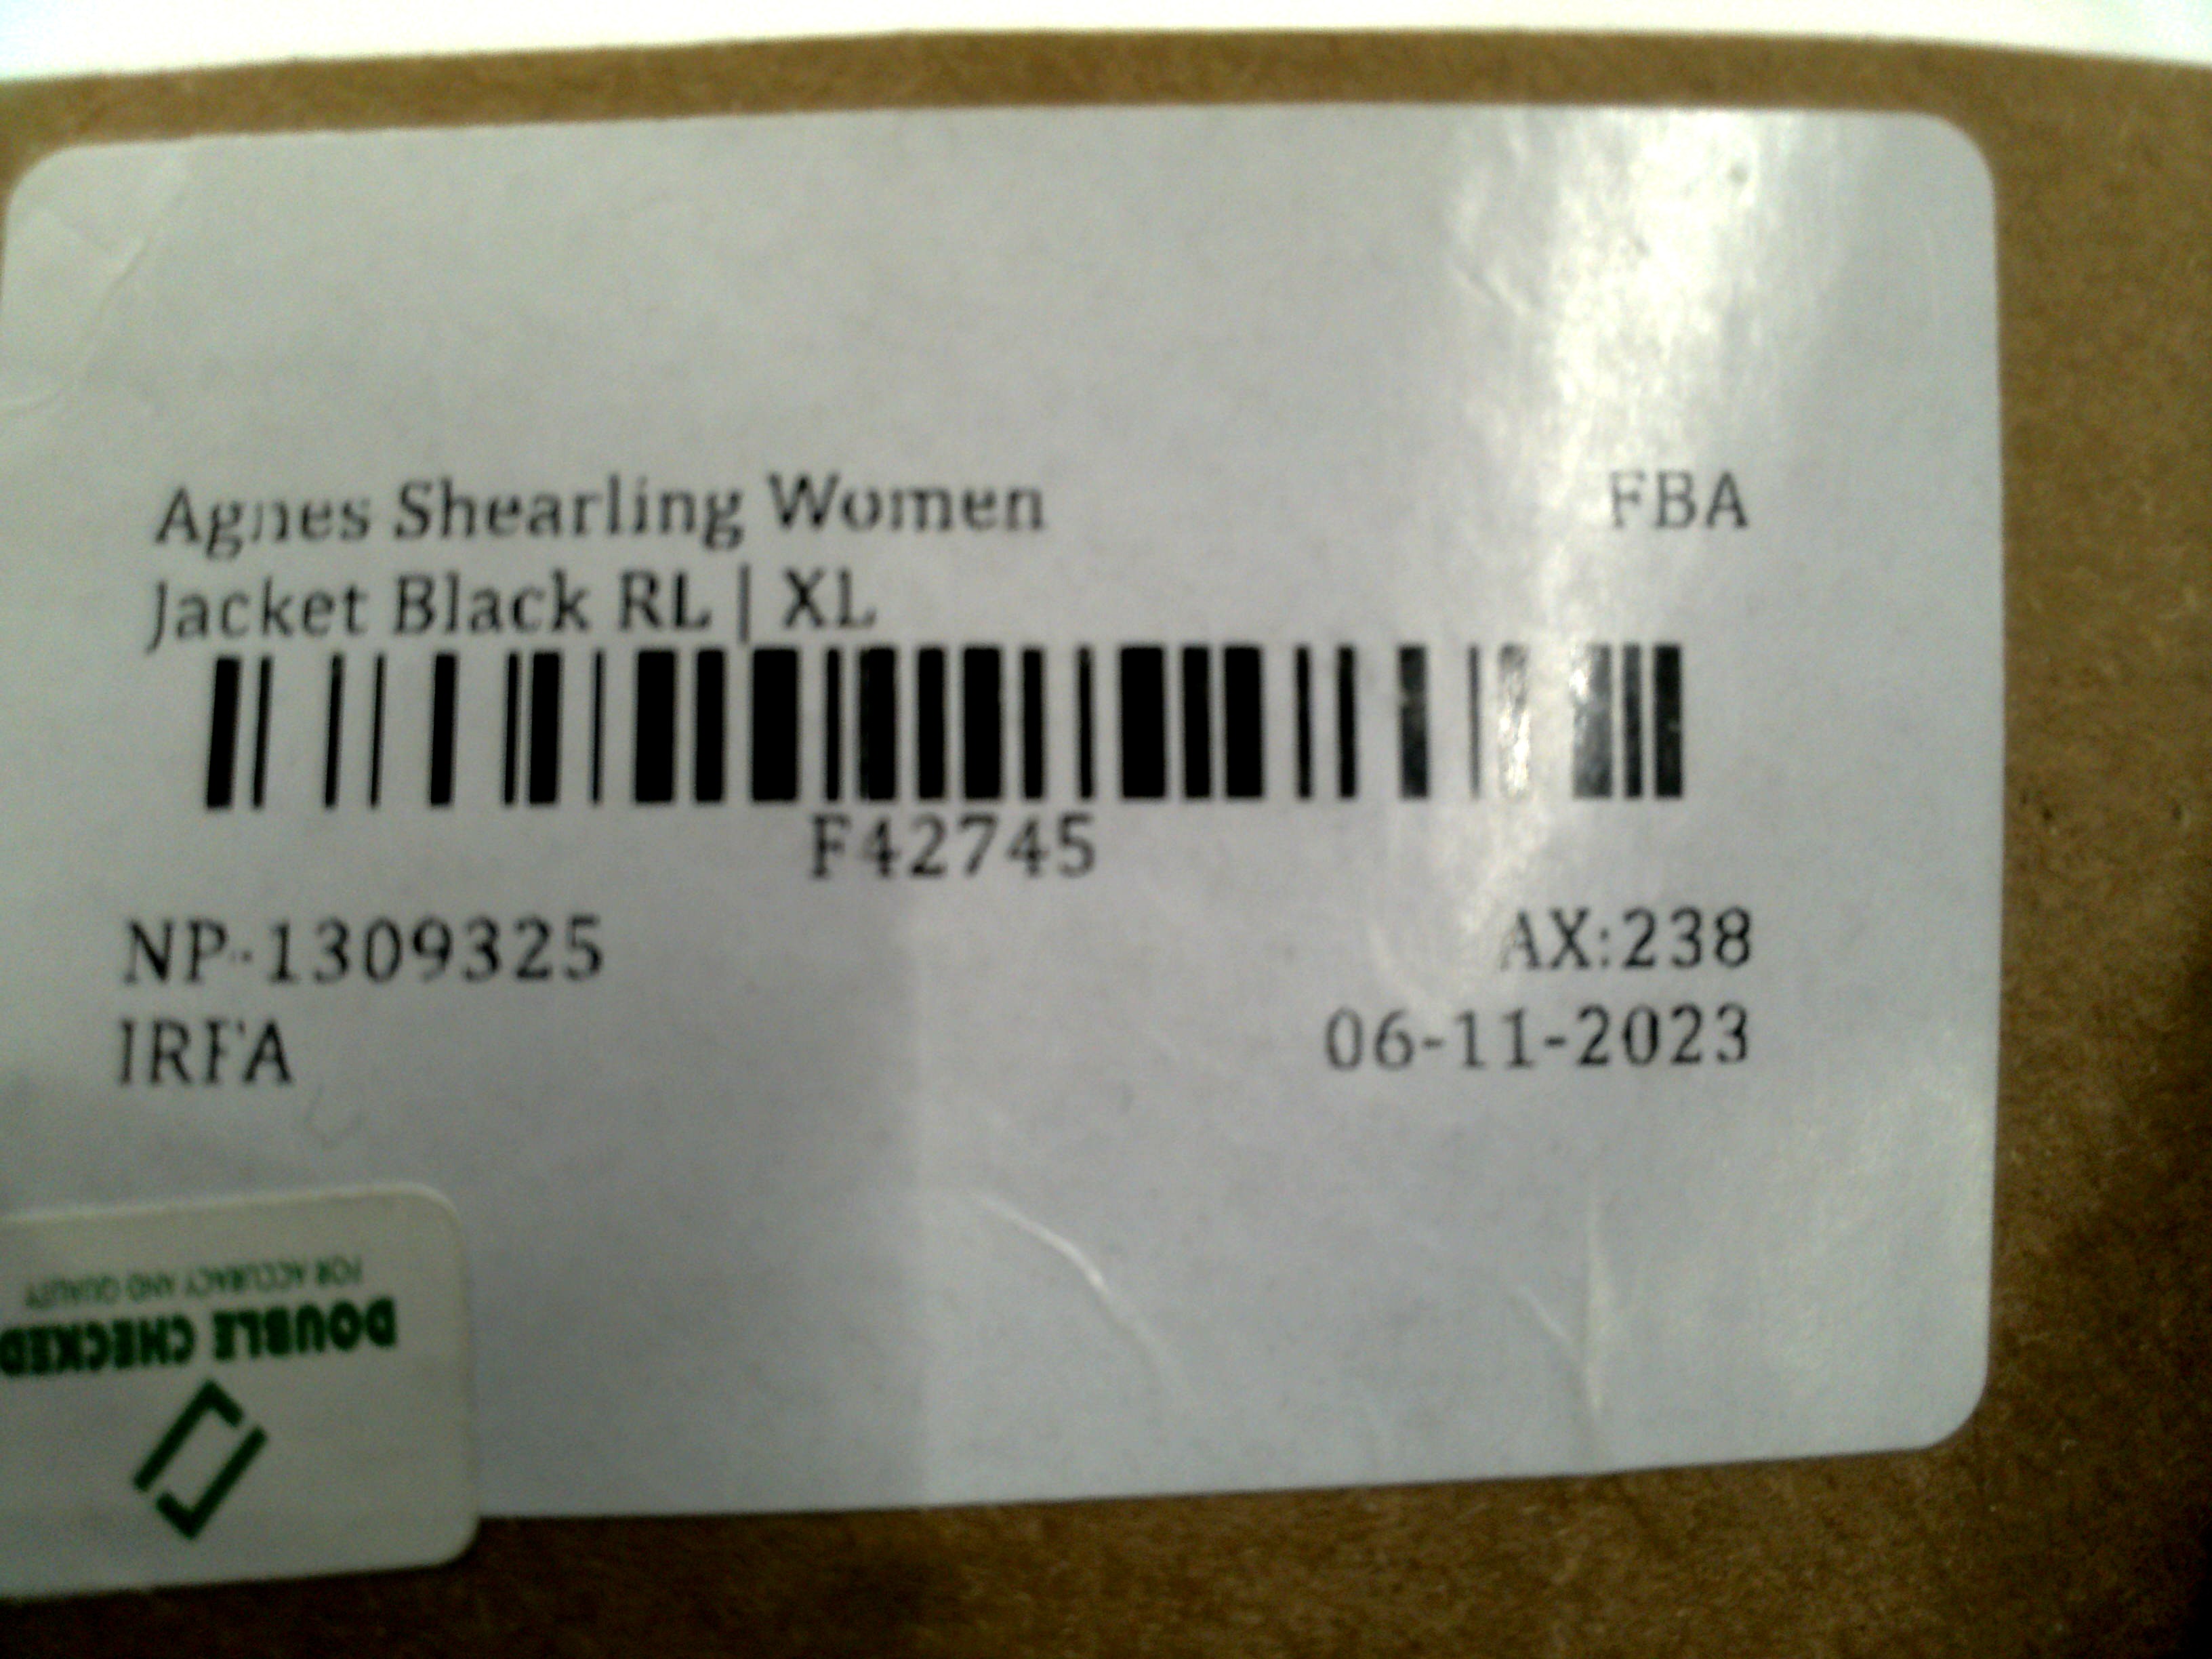 Agnes Shearling Women
Jacket Black RL | XL
FBA
F42745
NP-1309325
AX:238
IRFA
06-11-2023
DOUBLE CHECKED
FOR ACCURACY AND QUALITY